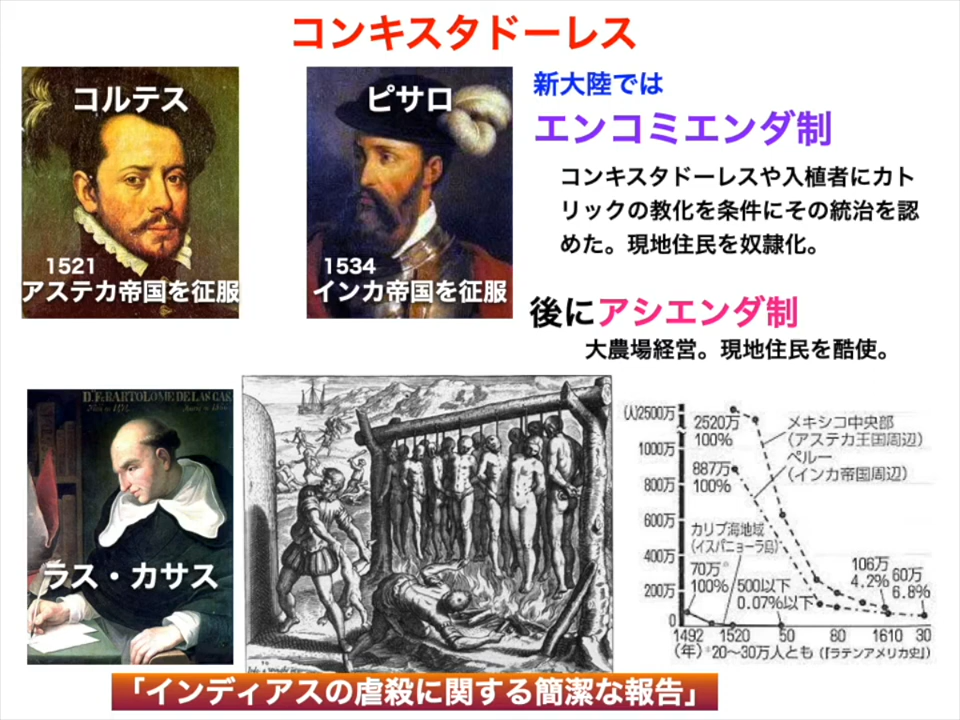 コンキスタドーレス
コルテス
1521
アステカ帝国を征服
ピサロ
1534
インカ帝国を征服
新大陸では
エンコミエンダ制
コンキスタドーレスや入植者にカト
リックの教化を条件にその統治を認
めた。現地住民を奴隷化。
後にアシエンダ制
大農場経営。現地住民を酷使。
D.Fr BARTOLOME DE LAS CASAS
ラス・カサス
「インディアスの虐殺に関する簡潔な報告」
(人)2500万
1000万
800万
600万
400万
200万
0
2520万
100%
メキシコ中央部
(アステカ王国周辺)
ペルー
(インカ帝国周辺)
887万
100%
カリブ海地域
(イスパニョーラ島)
70万*
100%
500以下
0.07%以下
106万
4.2%
60万
6.8%
1492 1520 50 80 1610 30
(年) *20〜30万人とも (『ラテンアメリカ史』)